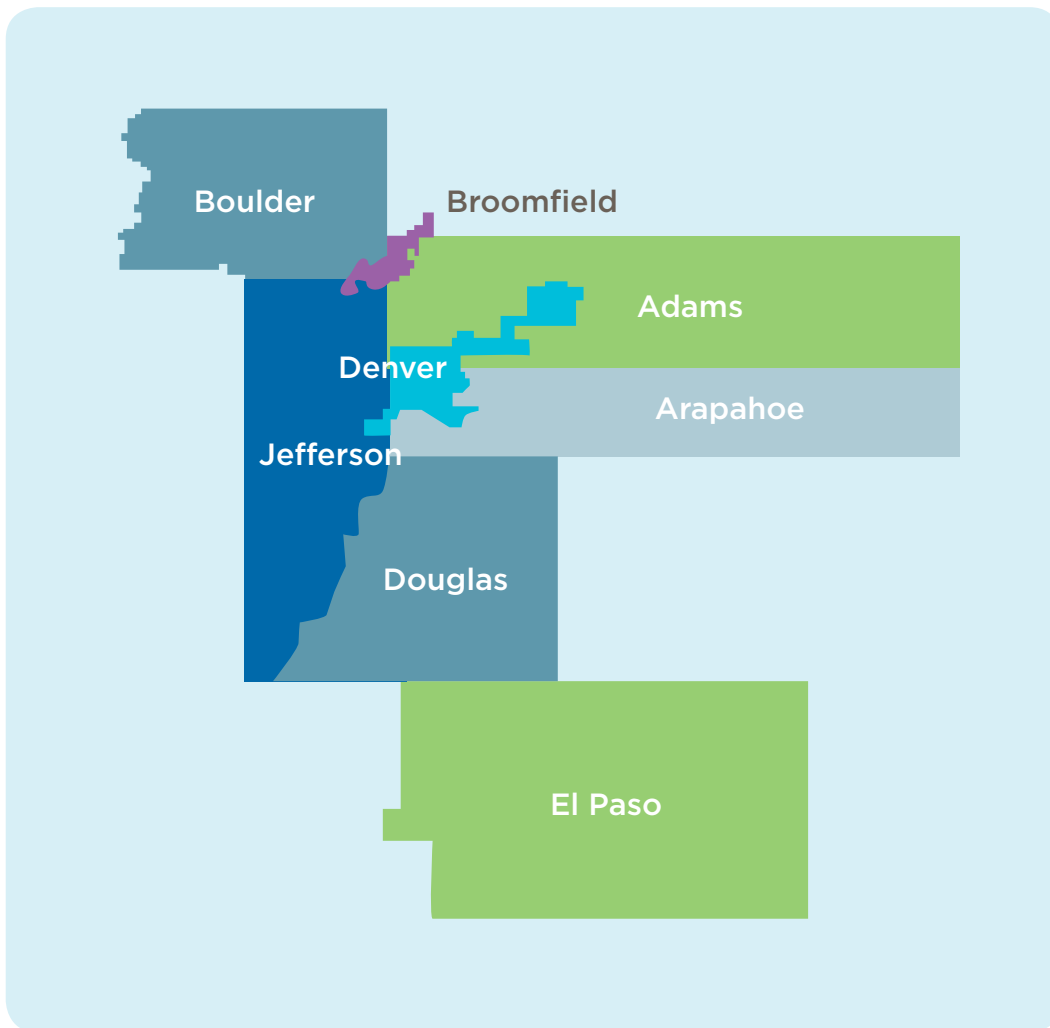 Boulder
Broomfield
Adams
Denver
Arapahoe
Jefferson
Douglas
El Paso